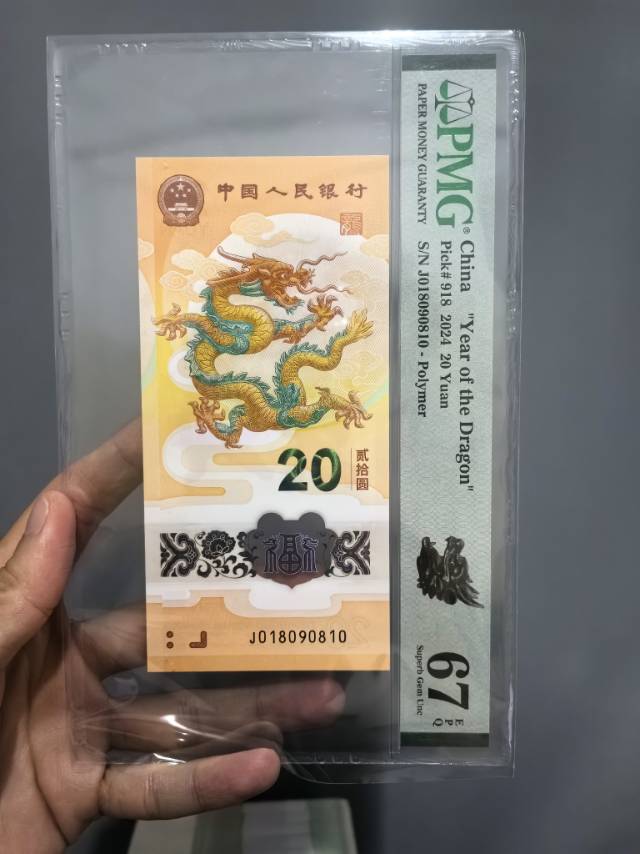 中国人民银行
20
贰拾圆
福
J018090810
PMG®
PAPER MONEY GUARANTY
China "Year of the Dragon"
Pick# 918 2024 20 Yuan
S/N J018090810 - Polymer
67
EPQ
Superb Gem Unc